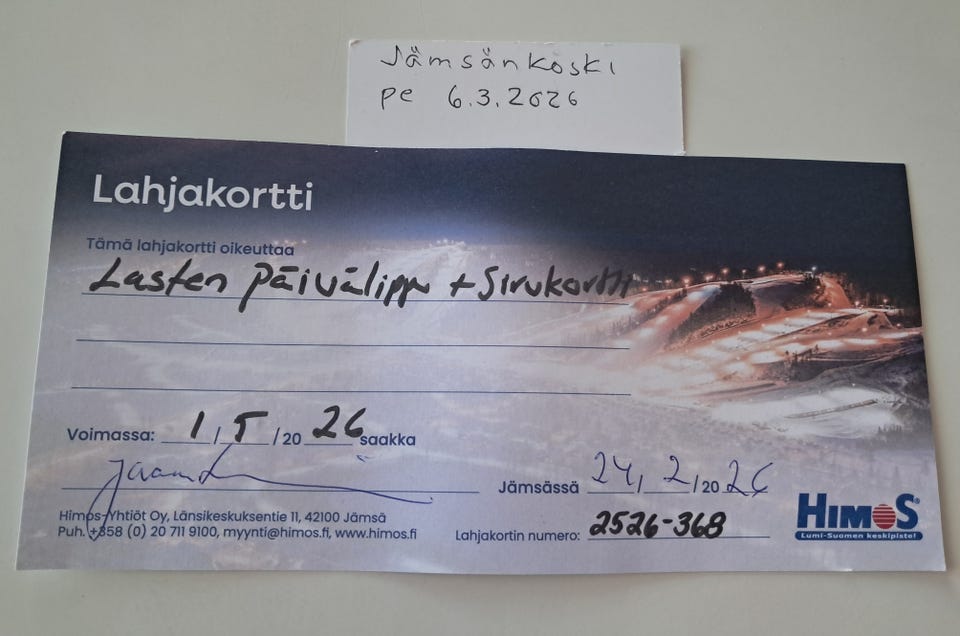 Jämsänkoski
pe 6.3.2026
Lahjakortti
Tämä lahjakortti oikeuttaa
Lasten päivälippu + Sirukortti
Voimassa: 1/5/2026 saakka
Jämsässä 24/2/2026
Himos-Yhtiöt Oy, Länsikeskuksentie 11, 42100 Jämsä
Puh. +358 (0) 20 711 9100, myynti@himos.fi, www.himos.fi
Lahjakortin numero: 2526-368
HIMOS®
Lumi-Suomen keskipiste!